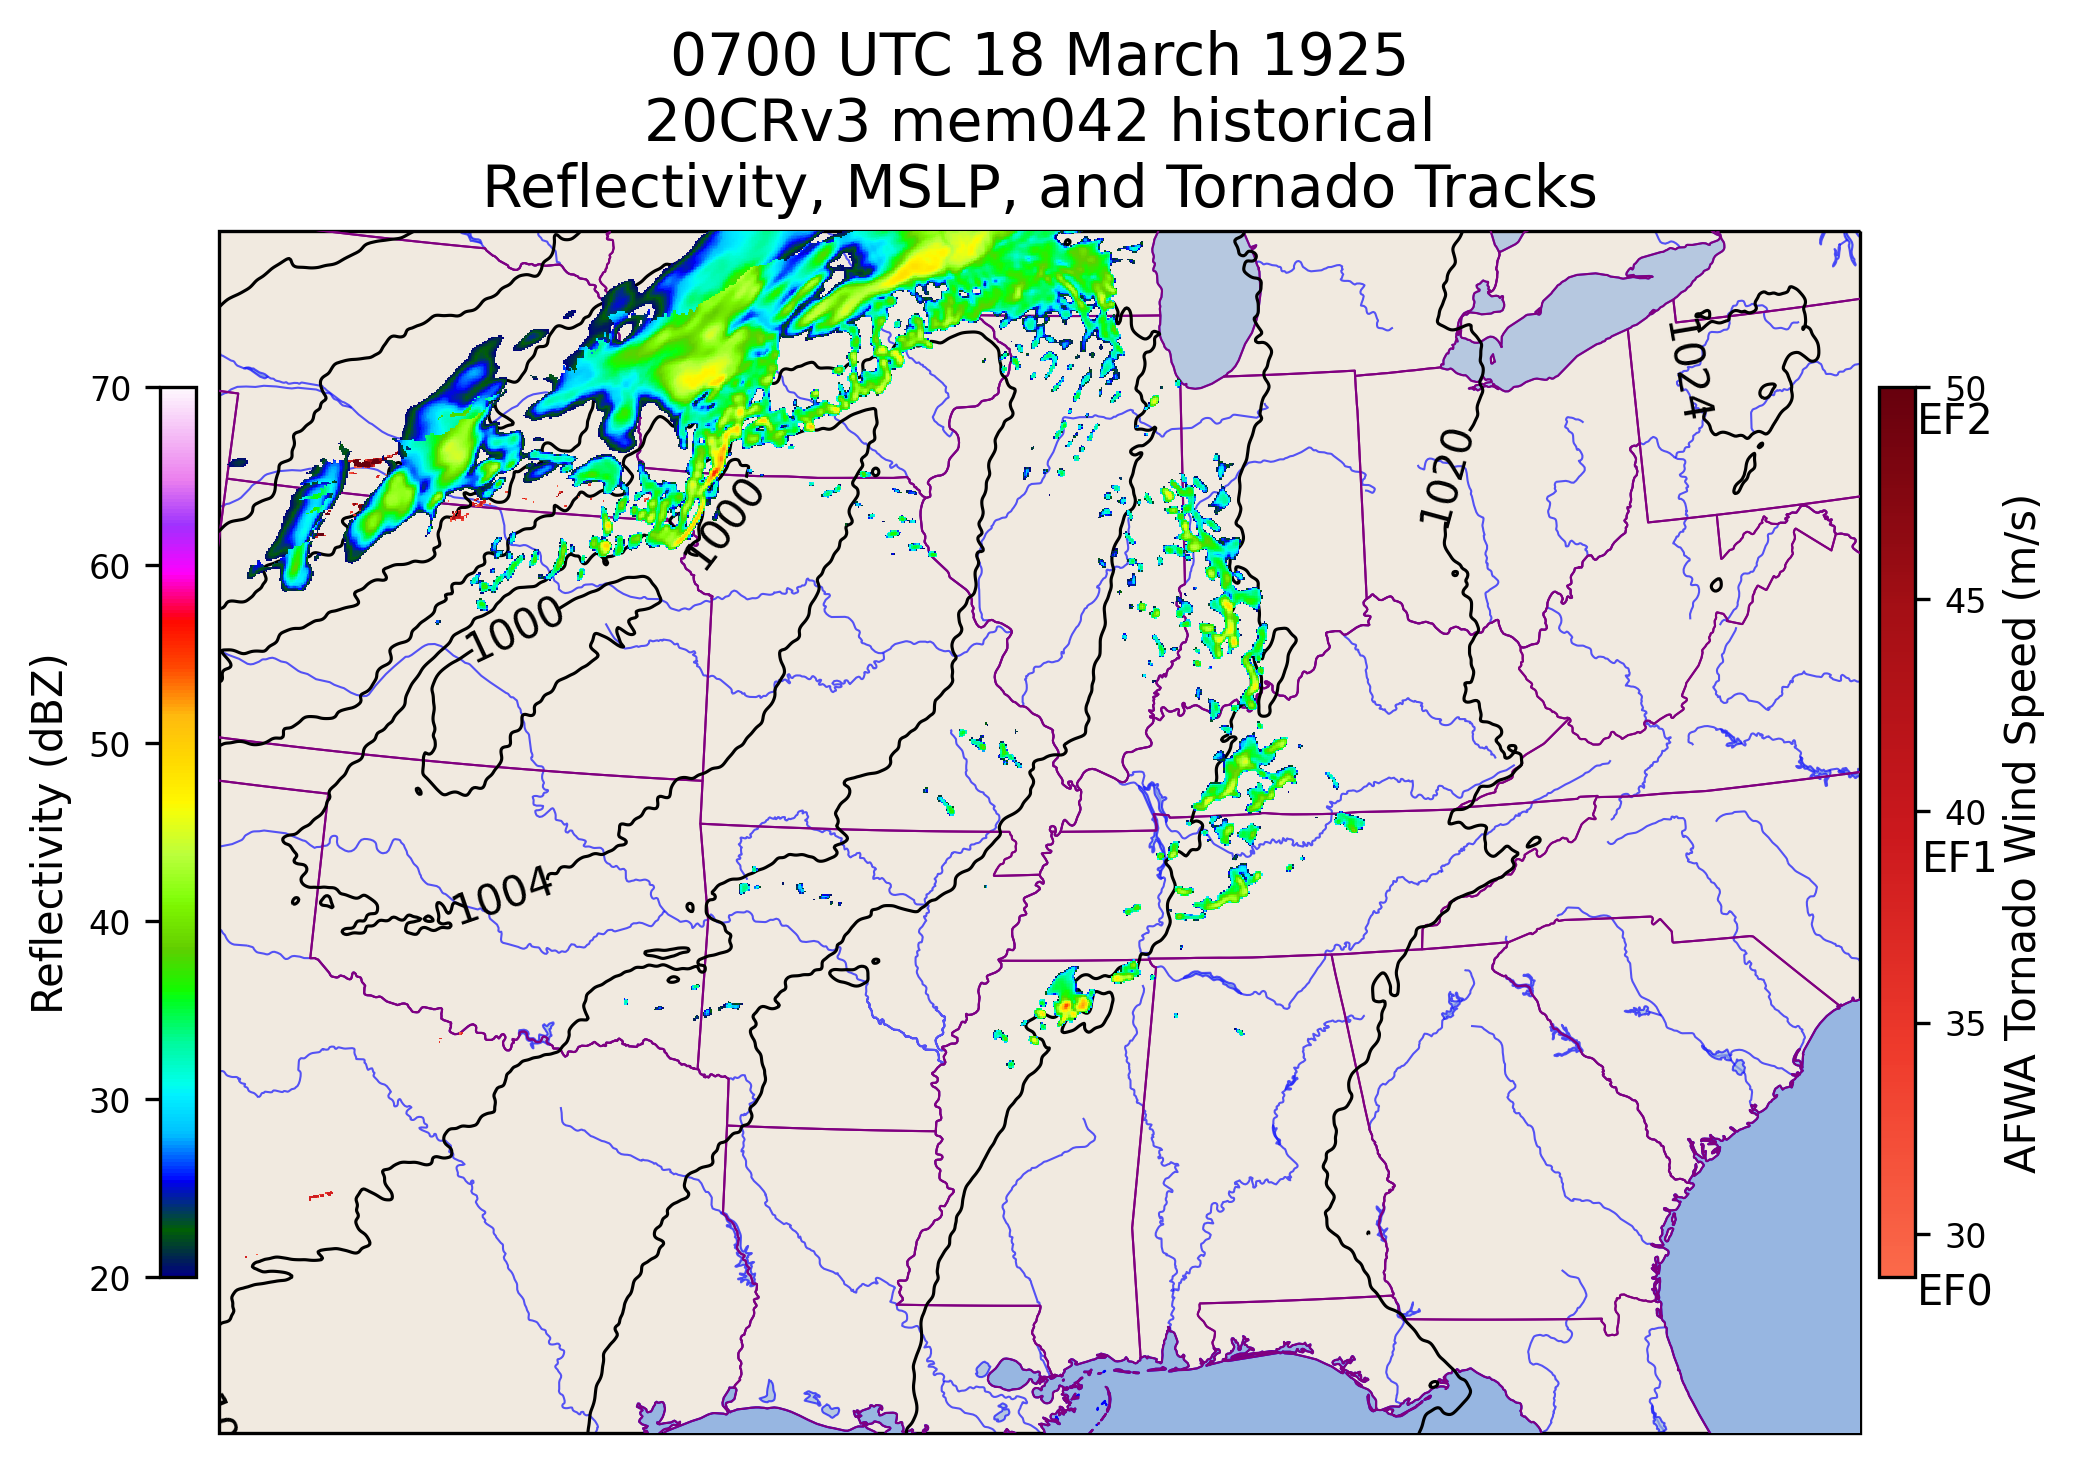 0700 UTC 18 March 1925
20CRv3 mem042 historical
Reflectivity, MSLP, and Tornado Tracks
70
60
50
40
30
20
Reflectivity (dBZ)
1024
1020
1000
1000
1004
50
EF2
45
40
EF1
35
30
EF0
AFWA Tornado Wind Speed (m/s)